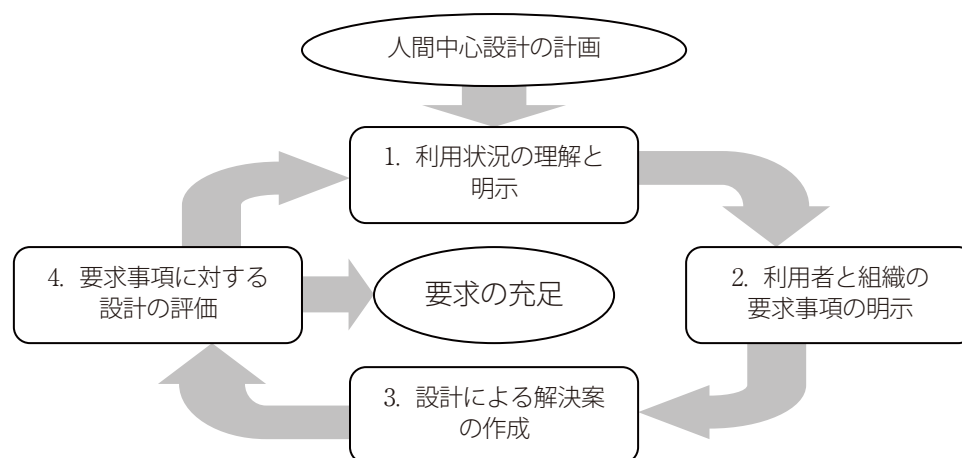 人間中心設計の計画
1. 利用状況の理解と
明示
2. 利用者と組織の
要求事項の明示
3. 設計による解決案
の作成
4. 要求事項に対する
設計の評価
要求の充足